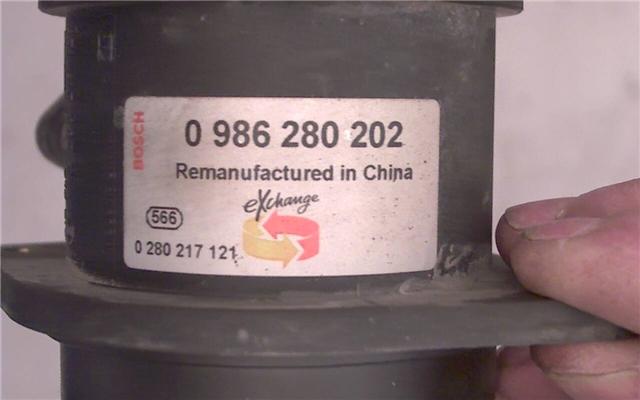 BOSCH
0 986 280 202
Remanufactured in China
eXchange
566
0 280 217 121